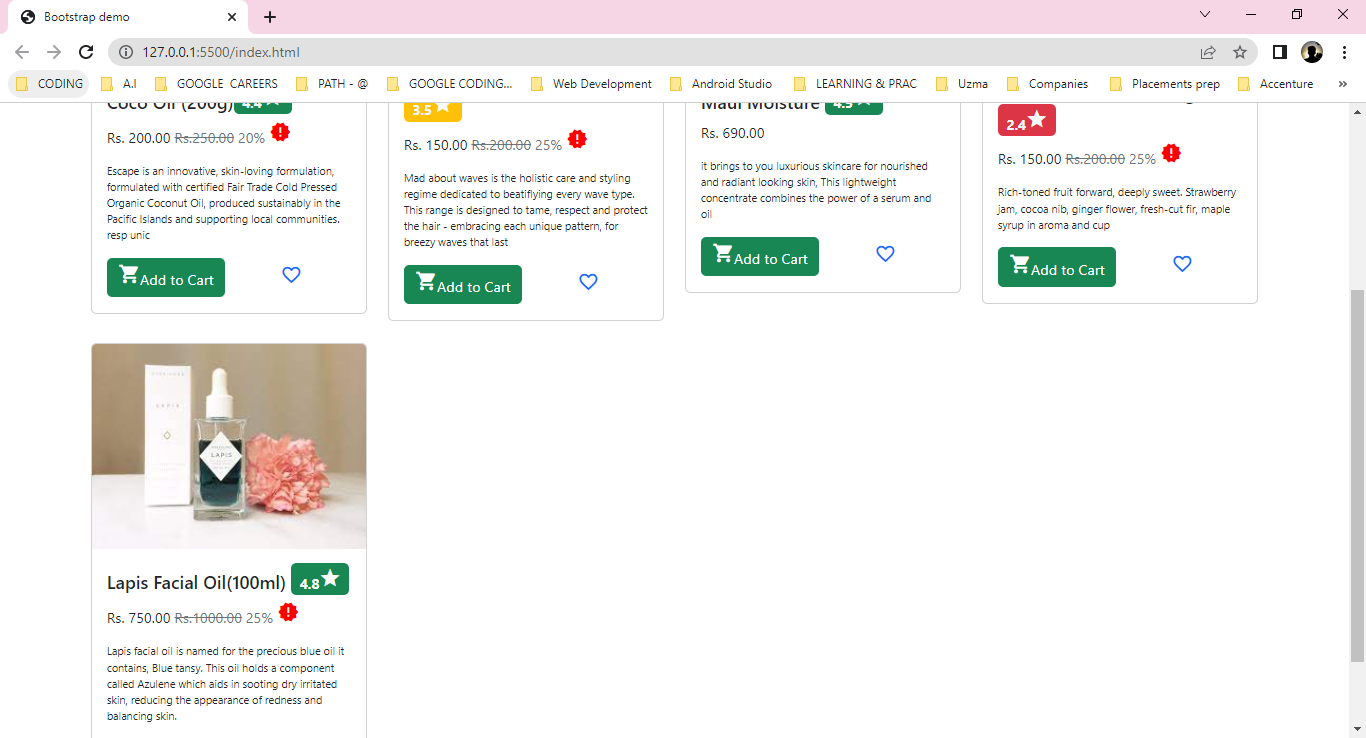 Bootstrap demo
127.0.0.1:5500/index.html
CODING A.I GOOGLE CAREERS PATH - @ GOOGLE CODING... Web Development Android Studio LEARNING & PRAC Uzma Companies Placements prep Accenture »
Coco Oil (200g) 4.4
Rs. 200.00 Rs.250.00 20%
Escape is an innovative, skin-loving formulation,
formulated with certified Fair Trade Cold Pressed
Organic Coconut Oil, produced sustainably in the
Pacific Islands and supporting local communities.
resp unic
Add to Cart
3.5
Rs. 150.00 Rs.200.00 25%
Mad about waves is the holistic care and styling
regime dedicated to beatiflying every wave type.
This range is designed to tame, respect and protect
the hair - embracing each unique pattern, for
breezy waves that last
Add to Cart
Maui Moisture
Rs. 690.00
it brings to you luxurious skincare for nourished
and radiant looking skin, This lightweight
concentrate combines the power of a serum and
oil
Add to Cart
2.4
Rs. 150.00 Rs.200.00 25%
Rich-toned fruit forward, deeply sweet. Strawberry
jam, cocoa nib, ginger flower, fresh-cut fir, maple
syrup in aroma and cup
Add to Cart
LAPIS
LAPIS
Lapis Facial Oil(100ml) 4.8
Rs. 750.00 Rs.1000.00 25%
Lapis facial oil is named for the precious blue oil it
contains, Blue tansy. This oil holds a component
called Azulene which aids in sooting dry irritated
skin, reducing the appearance of redness and
balancing skin.